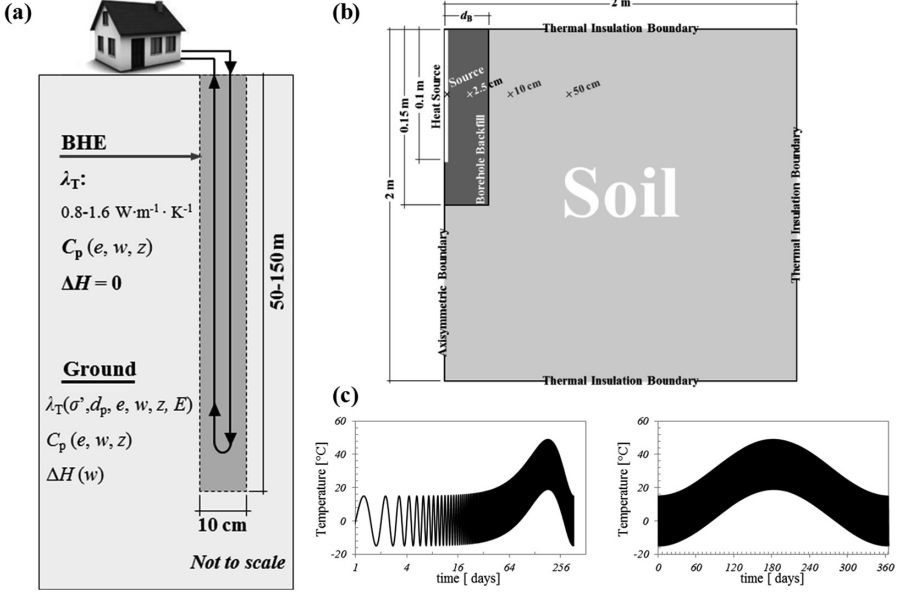 (a)
BHE
λT:
0.8-1.6 W·m⁻¹ · K⁻¹
Cp (e, w, z)
ΔH = 0
Ground
λT(σ’,dp, e, w, z, E)
Cp (e, w, z)
ΔH (w)
50-150 m
10 cm
Not to scale
(b)
2 m
dB
Thermal Insulation Boundary
2 m
0.15 m
0.1 m
Heat Source
Source
2.5 cm
10 cm
50 cm
Borehole Backfill
Soil
Axisymmetric Boundary
Thermal Insulation Boundary
Thermal Insulation Boundary
(c)
Temperature [°C]
60
40
20
0
-20
1 4 16 64 256
time [ days]
Temperature [°C]
60
40
20
0
-20
0 60 120 180 240 300 360
time [days]